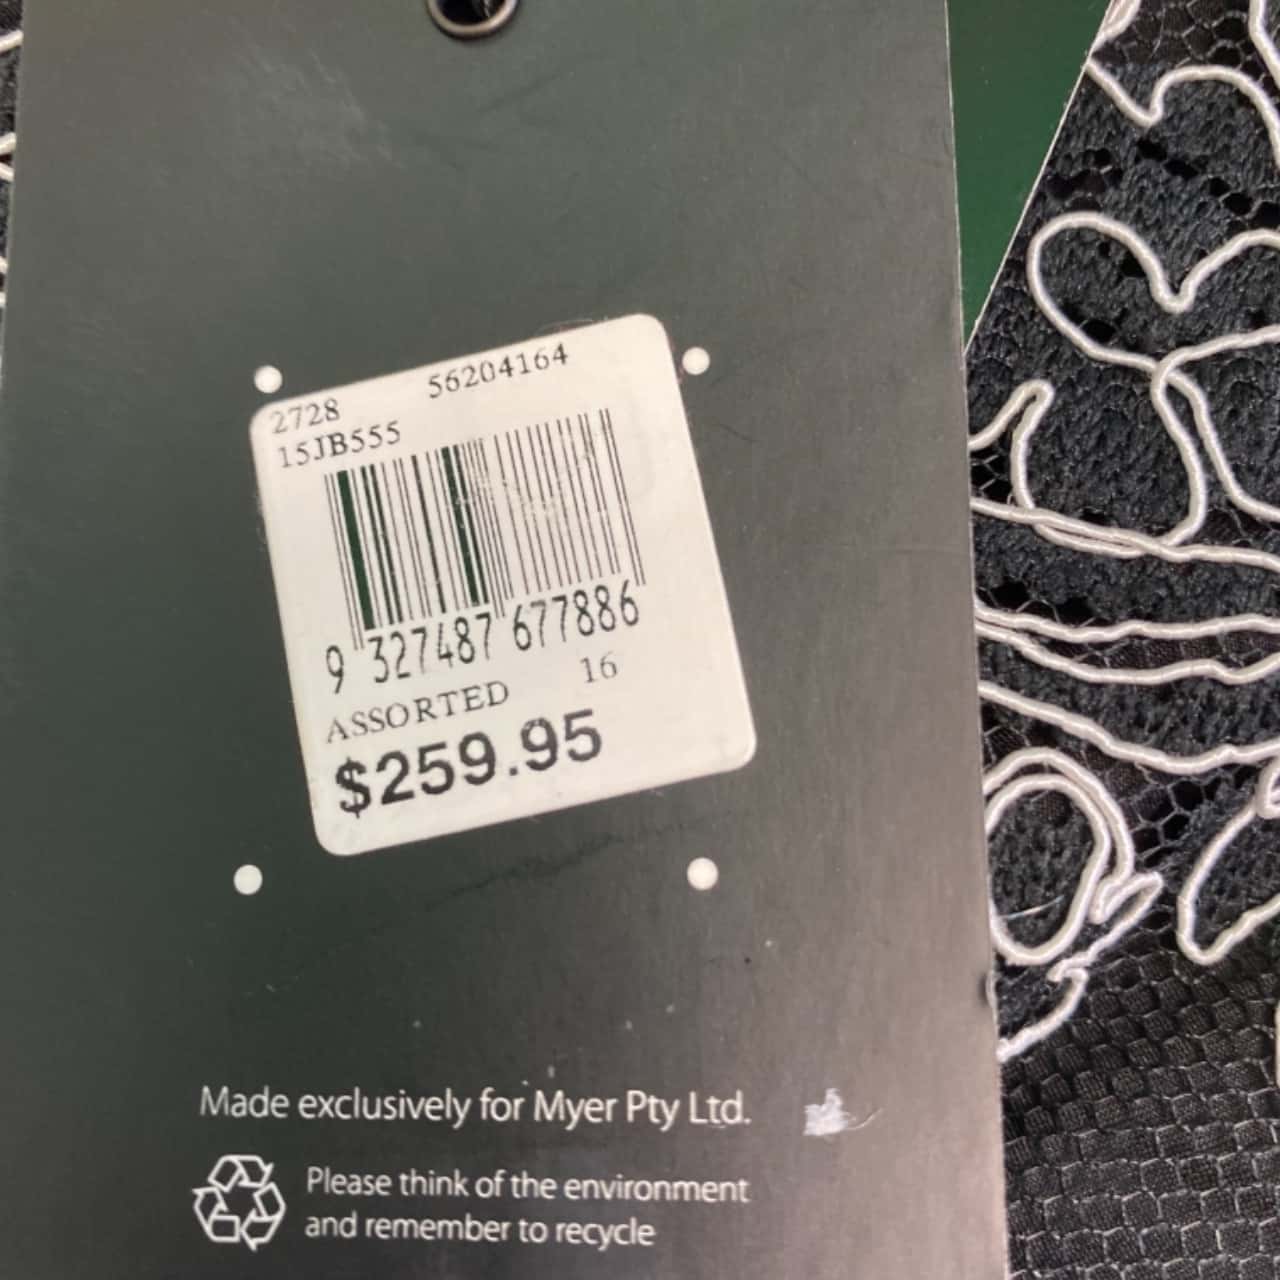 2728 56204164
15JB555
9 327487 677886
ASSORTED 16
$259.95
Made exclusively for Myer Pty Ltd.
Please think of the environment
and remember to recycle